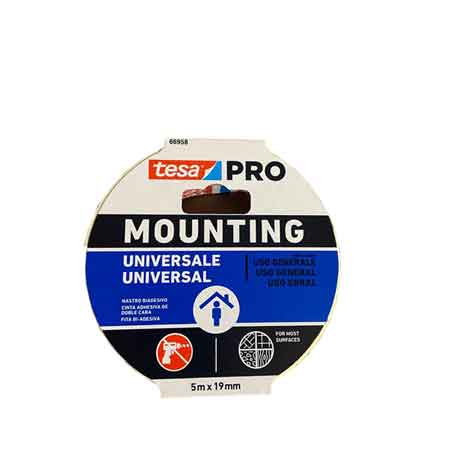 66958
tesa PRO
MOUNTING
UNIVERSALE
UNIVERSAL
USO GENERALE
USO GENERAL
USO GERAL
NASTRO BIADESIVO
CINTA ADHESIVA DE
DOBLE CARA
FITA BI-ADESIVA
FOR MOST
SURFACES
5m x 19mm